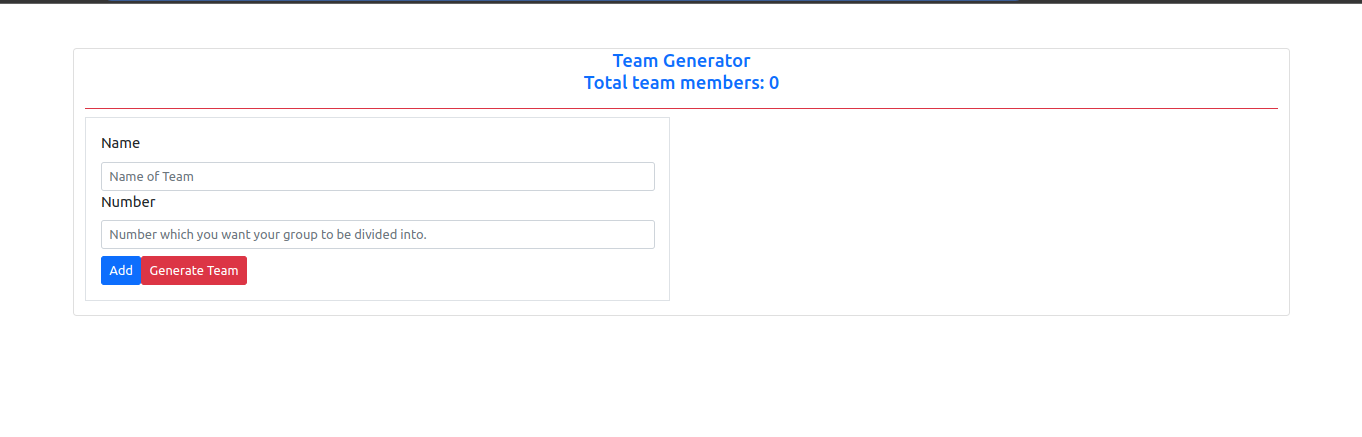 Team Generator
Total team members: 0
Name
Name of Team
Number
Number which you want your group to be divided into.
Add Generate Team